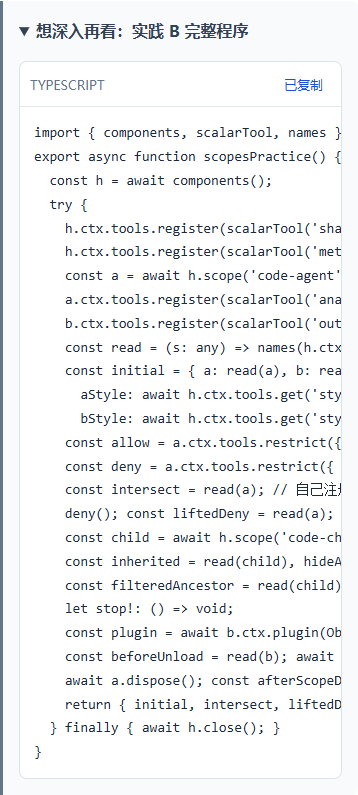 ▼ 想深入再看：实践 B 完整程序
TYPESCRIPT
已复制
import { components, scalarTool, names }
export async function scopesPractice() {
const h = await components();
try {
h.ctx.tools.register(scalarTool('sha
h.ctx.tools.register(scalarTool('met
const a = await h.scope('code-agent'
a.ctx.tools.register(scalarTool('ana
b.ctx.tools.register(scalarTool('out
const read = (s: any) => names(h.ctx
const initial = { a: read(a), b: rea
aStyle: await h.ctx.tools.get('sty
bStyle: await h.ctx.tools.get('sty
const allow = a.ctx.tools.restrict({
const deny = a.ctx.tools.restrict({
const intersect = read(a); // 自己注册
deny(); const liftedDeny = read(a);
const child = await h.scope('code-ch
const inherited = read(child), hideA
const filteredAncestor = read(child)
let stop!: () => void;
const plugin = await b.ctx.plugin(Ob
const beforeUnload = read(b); await
await a.dispose(); const afterScopeD
return { initial, intersect, liftedD
} finally { await h.close(); }
}